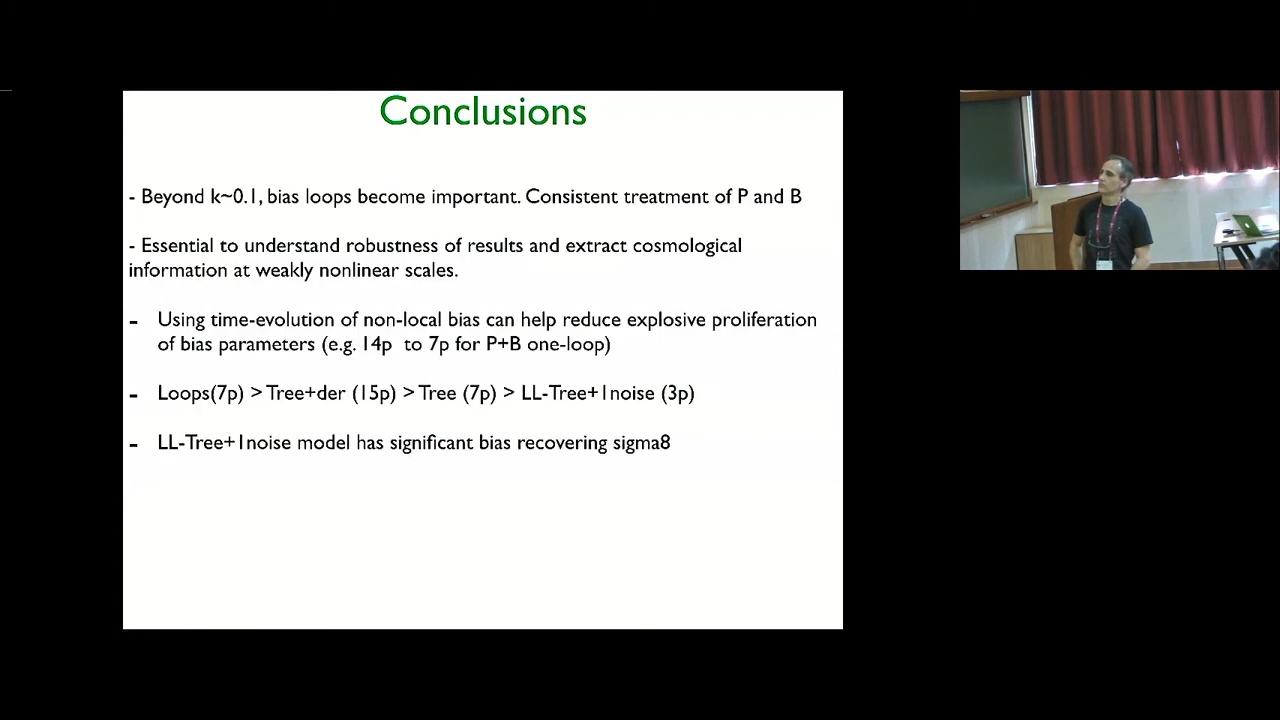 Conclusions
- Beyond k~0.1, bias loops become important. Consistent treatment of P and B
- Essential to understand robustness of results and extract cosmological
information at weakly nonlinear scales.
- Using time-evolution of non-local bias can help reduce explosive proliferation
of bias parameters (e.g. 14p to 7p for P+B one-loop)
- Loops(7p) > Tree+der (15p) > Tree (7p) > LL-Tree+1noise (3p)
- LL-Tree+1noise model has significant bias recovering sigma8